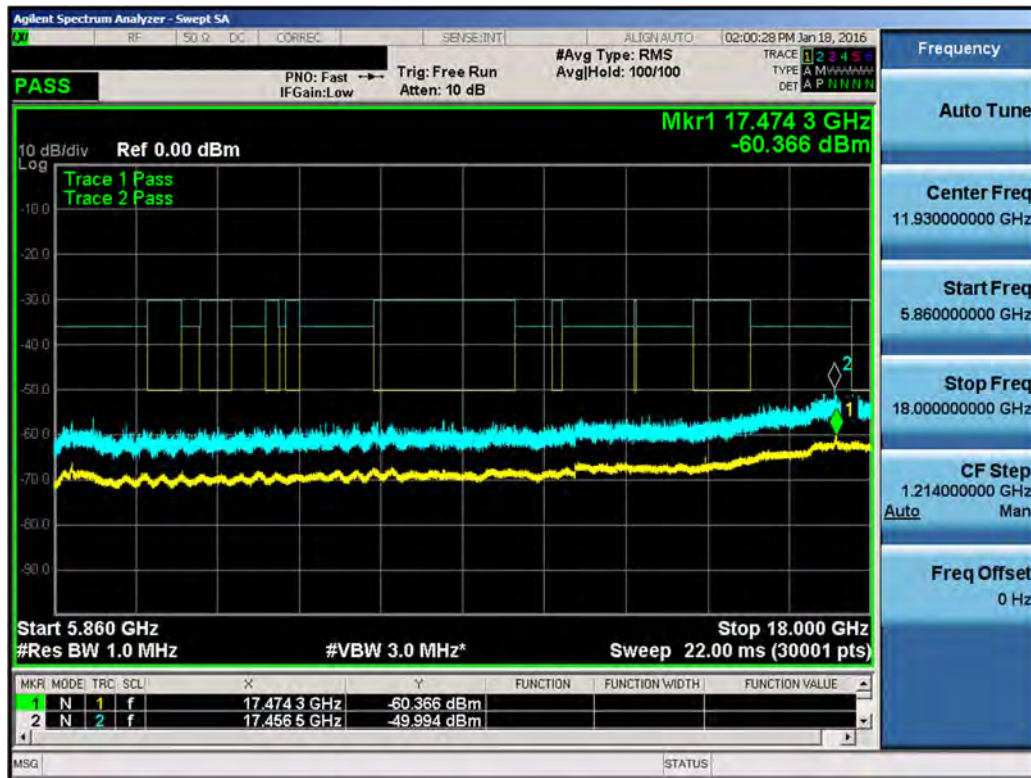 Agilent Spectrum Analyzer - Swept SA
RF 50 Ω DC CORREC SENSE:INT ALIGN AUTO 02:00:28 PM Jan 18, 2016
Frequency
PASS
PNO: Fast
IFGain:Low
Trig: Free Run
Atten: 10 dB
#Avg Type: RMS
Avg|Hold: 100/100
TRACE 1 2 3 4 5 6
TYPE A M W W W W
DET A P N N N N
Auto Tune
Mkr1 17.474 3 GHz
-60.366 dBm
10 dB/div Ref 0.00 dBm
Log
Trace 1 Pass
Trace 2 Pass
-10.0
-20.0
-30.0
-40.0
-50.0
-60.0
-70.0
-80.0
-90.0
2
1
Center Freq
11.930000000 GHz
Start Freq
5.860000000 GHz
Stop Freq
18.000000000 GHz
CF Step
1.214000000 GHz
Auto Man
Freq Offset
0 Hz
Start 5.860 GHz Stop 18.000 GHz
#Res BW 1.0 MHz #VBW 3.0 MHz* Sweep 22.00 ms (30001 pts)
MKR MODE TRC SCL X Y FUNCTION FUNCTION WIDTH FUNCTION VALUE
1 N 1 f 17.474 3 GHz -60.366 dBm
2 N 2 f 17.456 5 GHz -49.994 dBm
MSG STATUS